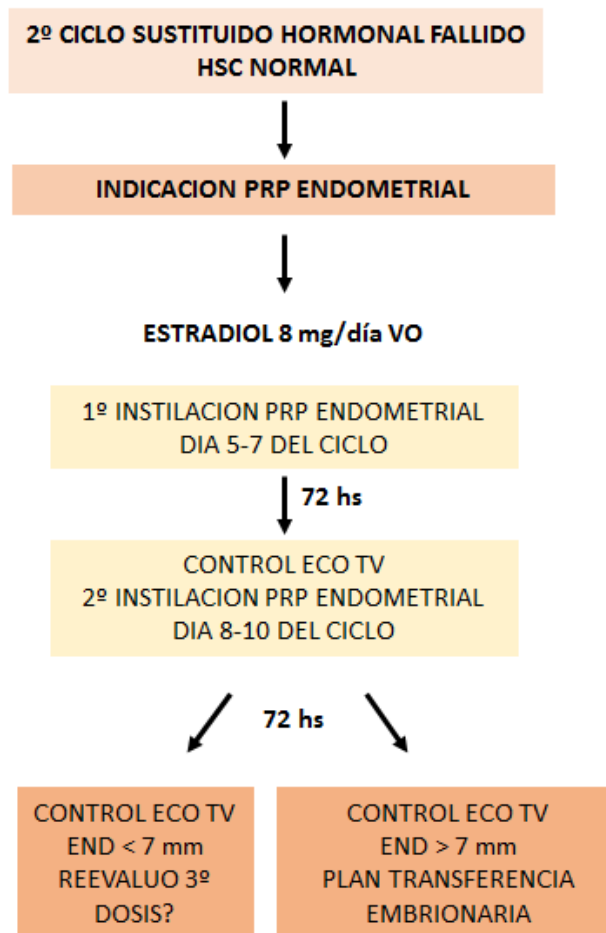 2º CICLO SUSTITUIDO HORMONAL FALLIDO
HSC NORMAL
INDICACION PRP ENDOMETRIAL
ESTRADIOL 8 mg/día VO
1º INSTILACION PRP ENDOMETRIAL
DIA 5-7 DEL CICLO
72 hs
CONTROL ECO TV
2º INSTILACION PRP ENDOMETRIAL
DIA 8-10 DEL CICLO
72 hs
CONTROL ECO TV
END < 7 mm
REEVALUO 3º
DOSIS?
CONTROL ECO TV
END > 7 mm
PLAN TRANSFERENCIA
EMBRIONARIA